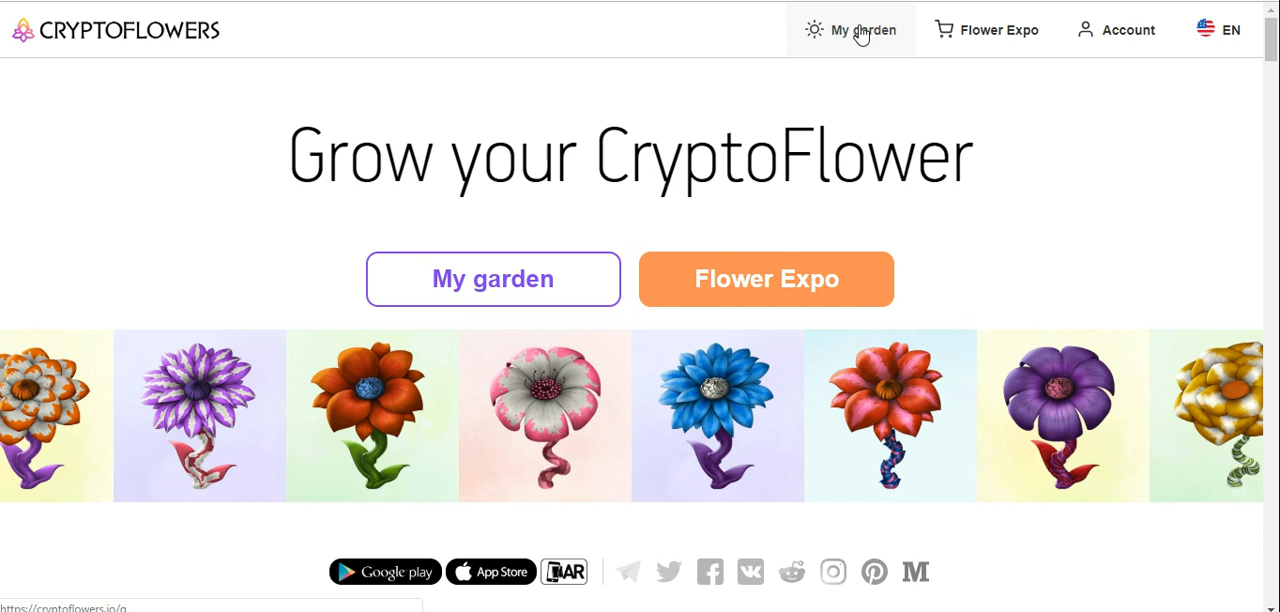 CRYPTOFLOWERS
My garden
Flower Expo
Account
EN
Grow your CryptoFlower
My garden
Flower Expo
Google play
App Store
AR
https://cryptoflowers.io/g